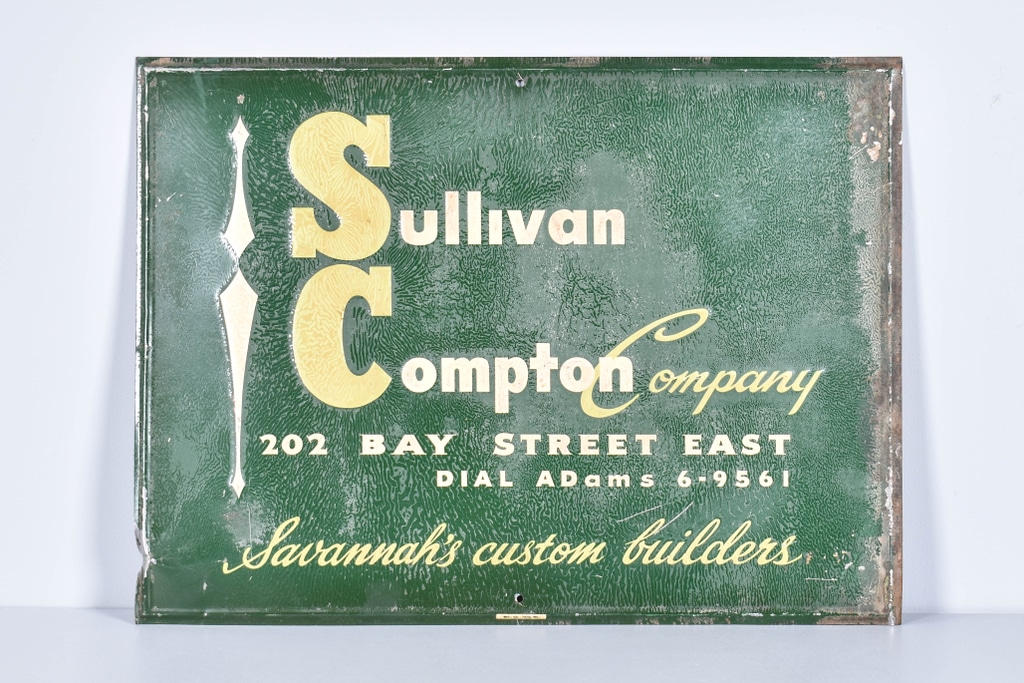 Sullivan
Compton Company
202 BAY STREET EAST
DIAL ADams 6-9561
Savannah's custom builders